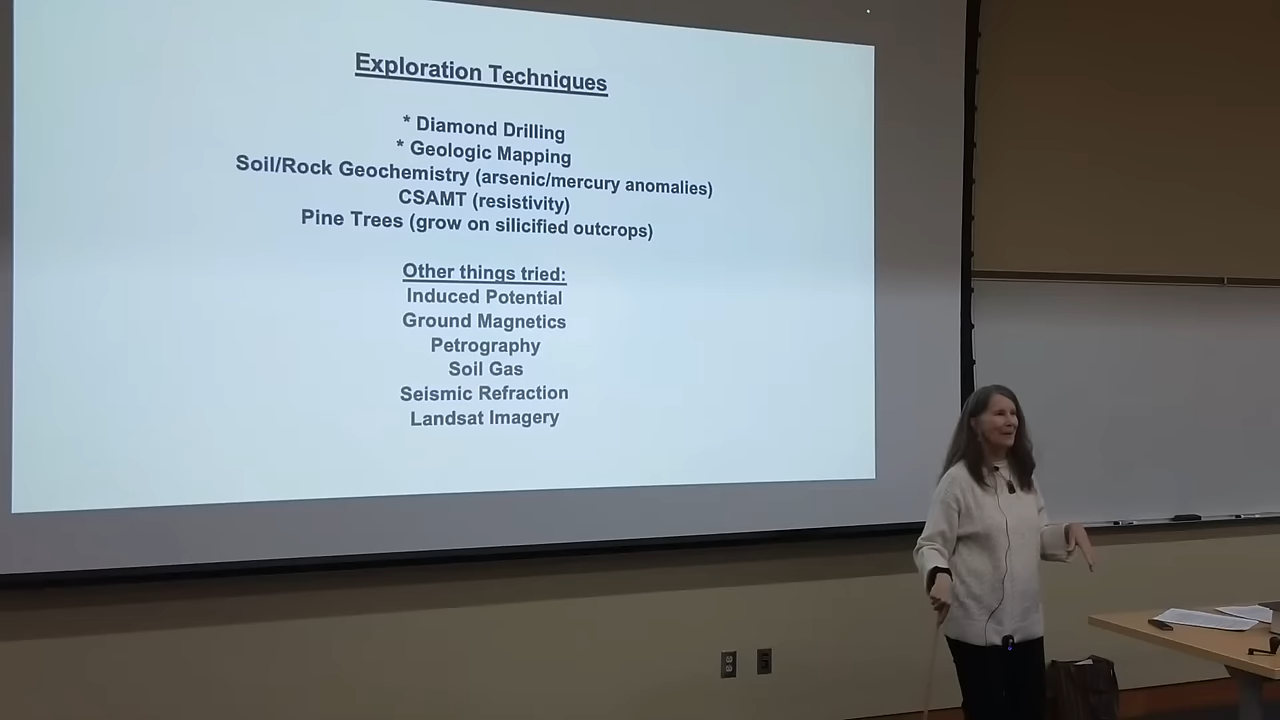 Exploration Techniques
* Diamond Drilling
* Geologic Mapping
Soil/Rock Geochemistry (arsenic/mercury anomalies)
CSAMT (resistivity)
Pine Trees (grow on silicified outcrops)
Other things tried:
Induced Potential
Ground Magnetics
Petrography
Soil Gas
Seismic Refraction
Landsat Imagery